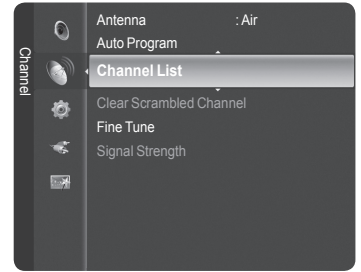 Channel
Antenna : Air
Auto Program
Channel List
Clear Scrambled Channel
Fine Tune
Signal Strength